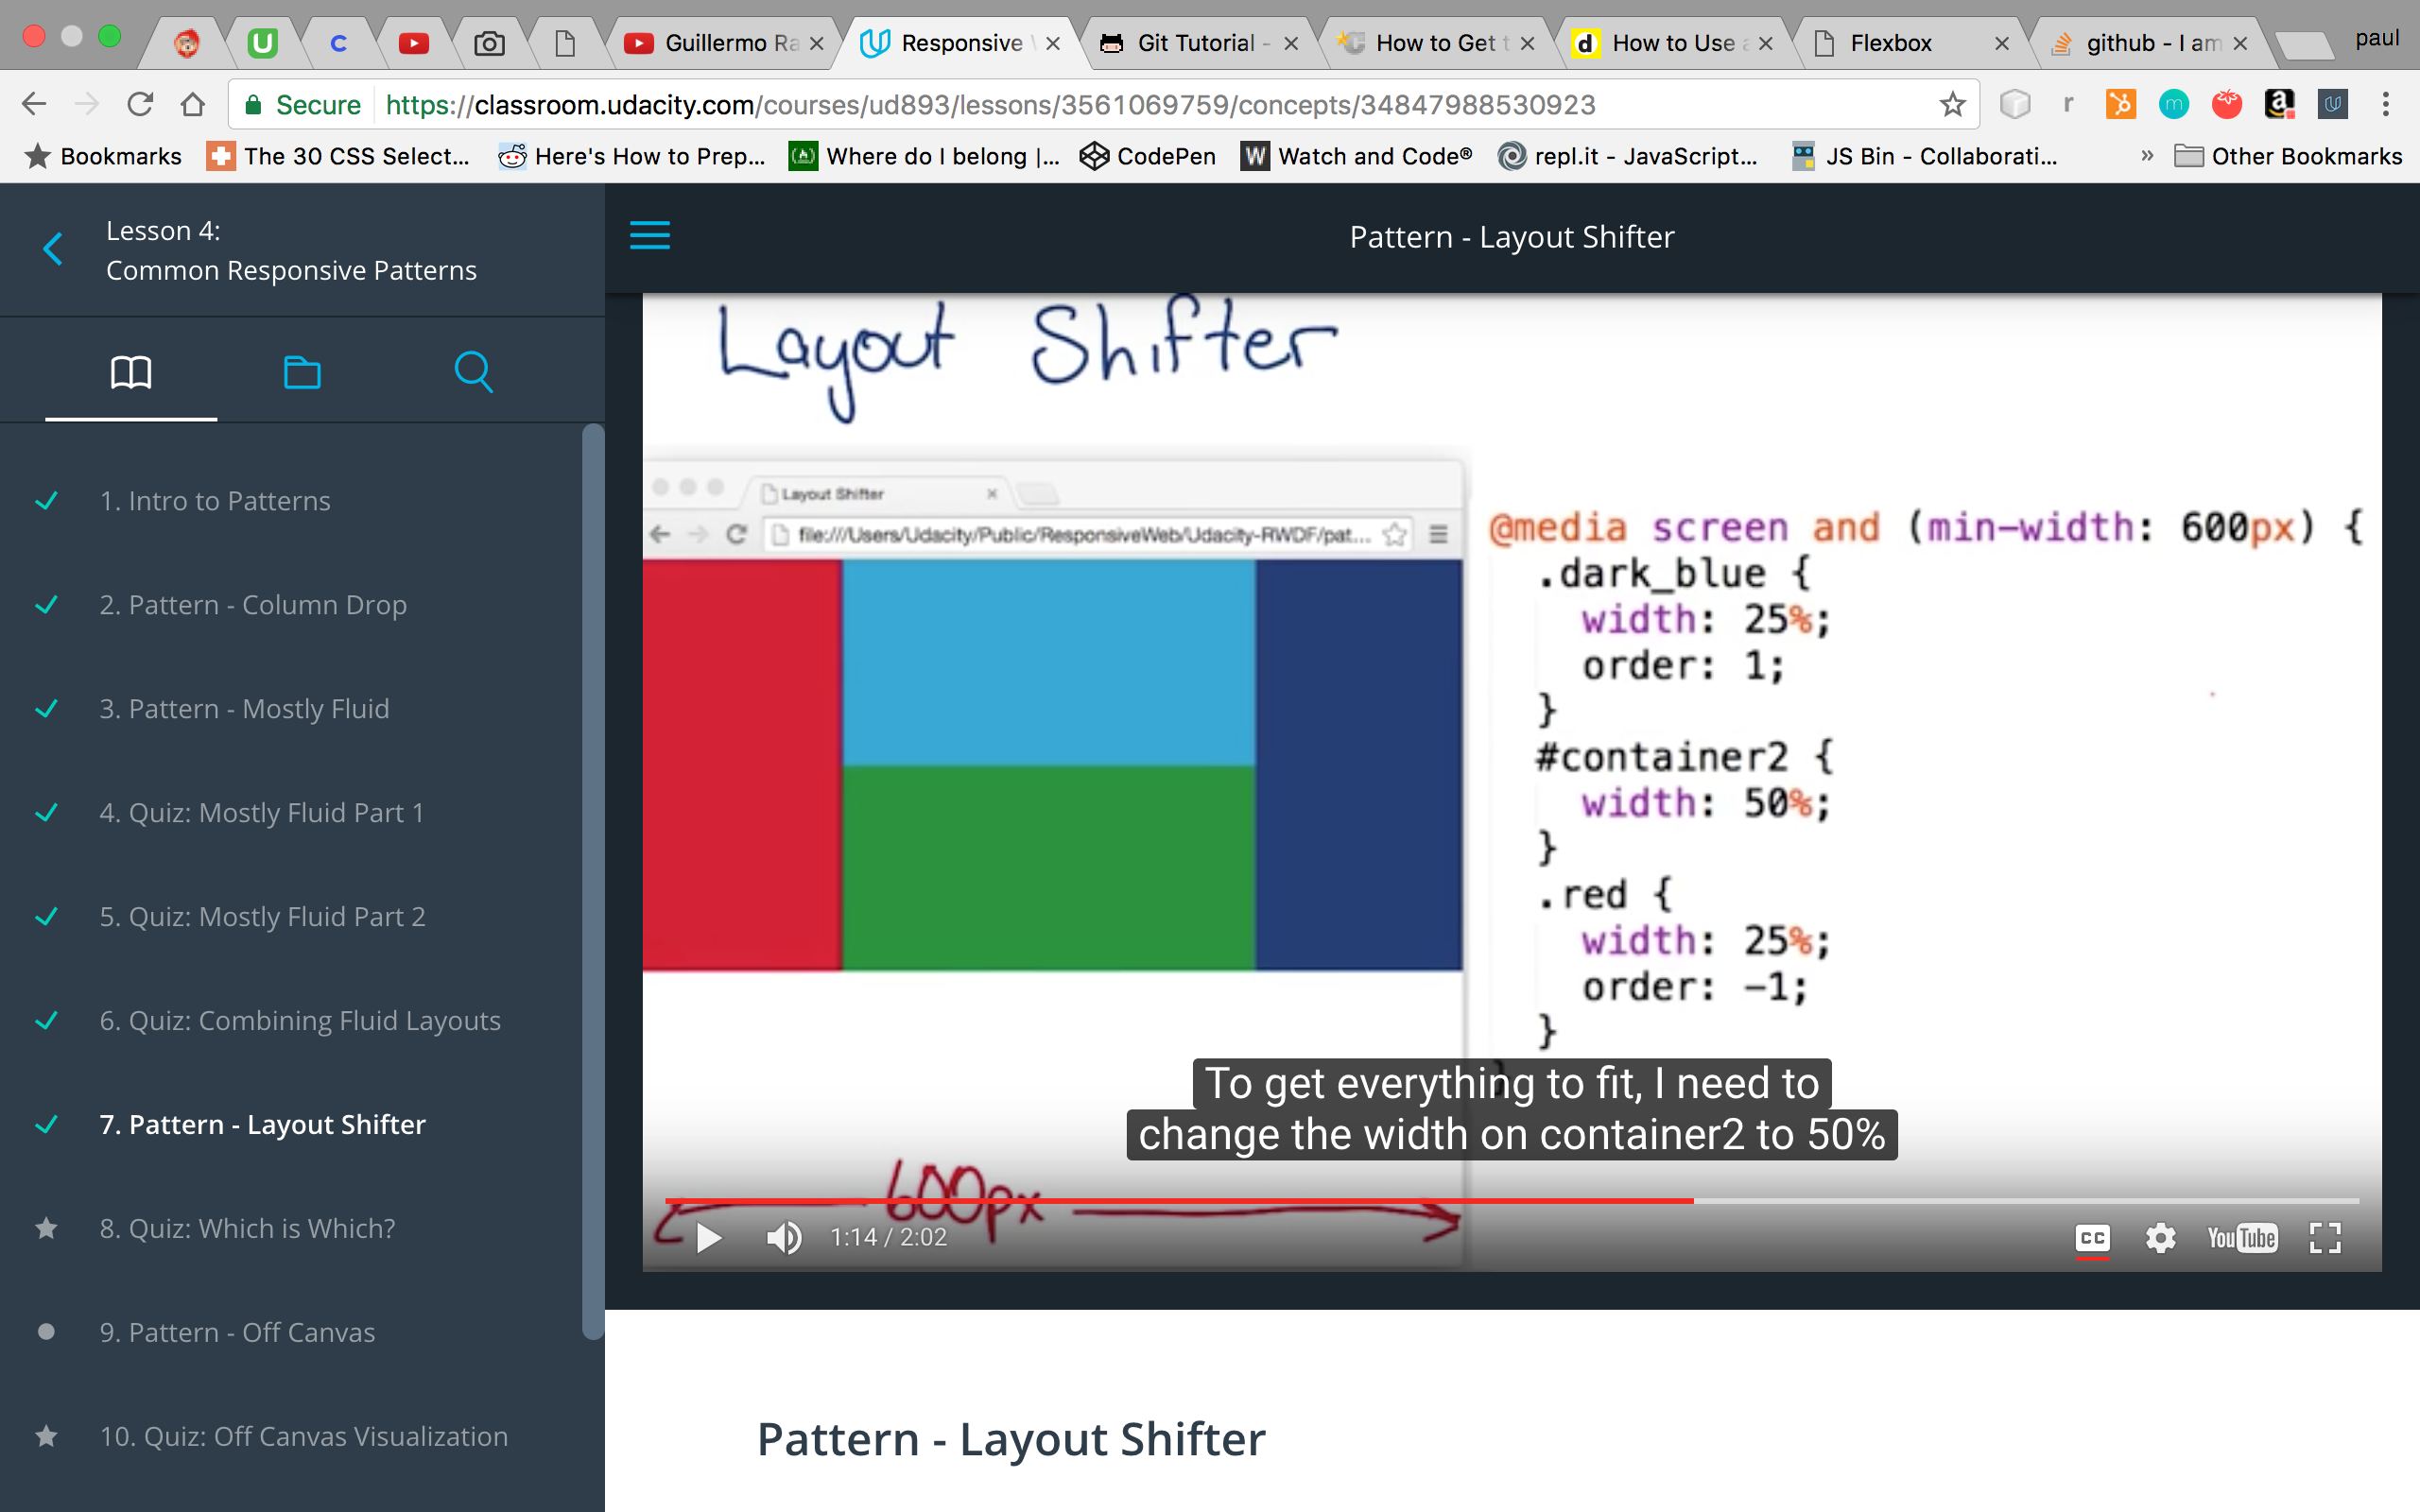 Guillermo Ra
Responsive
Git Tutorial -
How to Get t
How to Use a
Flexbox
github - I am
paul
Secure
https://classroom.udacity.com/courses/ud893/lessons/3561069759/concepts/34847988530923
Bookmarks
The 30 CSS Select...
Here's How to Prep...
Where do I belong |...
CodePen
Watch and Code®
repl.it - JavaScript...
JS Bin - Collaborati...
»
Other Bookmarks
Lesson 4:
Common Responsive Patterns
Pattern - Layout Shifter
1. Intro to Patterns
2. Pattern - Column Drop
3. Pattern - Mostly Fluid
4. Quiz: Mostly Fluid Part 1
5. Quiz: Mostly Fluid Part 2
6. Quiz: Combining Fluid Layouts
7. Pattern - Layout Shifter
8. Quiz: Which is Which?
9. Pattern - Off Canvas
10. Quiz: Off Canvas Visualization
Layout Shifter
Layout Shifter
file:///Users/Udacity/Public/ResponsiveWeb/Udacity-RWDF/pat...
@media screen and (min-width: 600px) {
.dark_blue {
width: 25%;
order: 1;
}
#container2 {
width: 50%;
}
.red {
width: 25%;
order: -1;
}
}
To get everything to fit, I need to
change the width on container2 to 50%
600px
1:14 / 2:02
CC
YouTube
Pattern - Layout Shifter